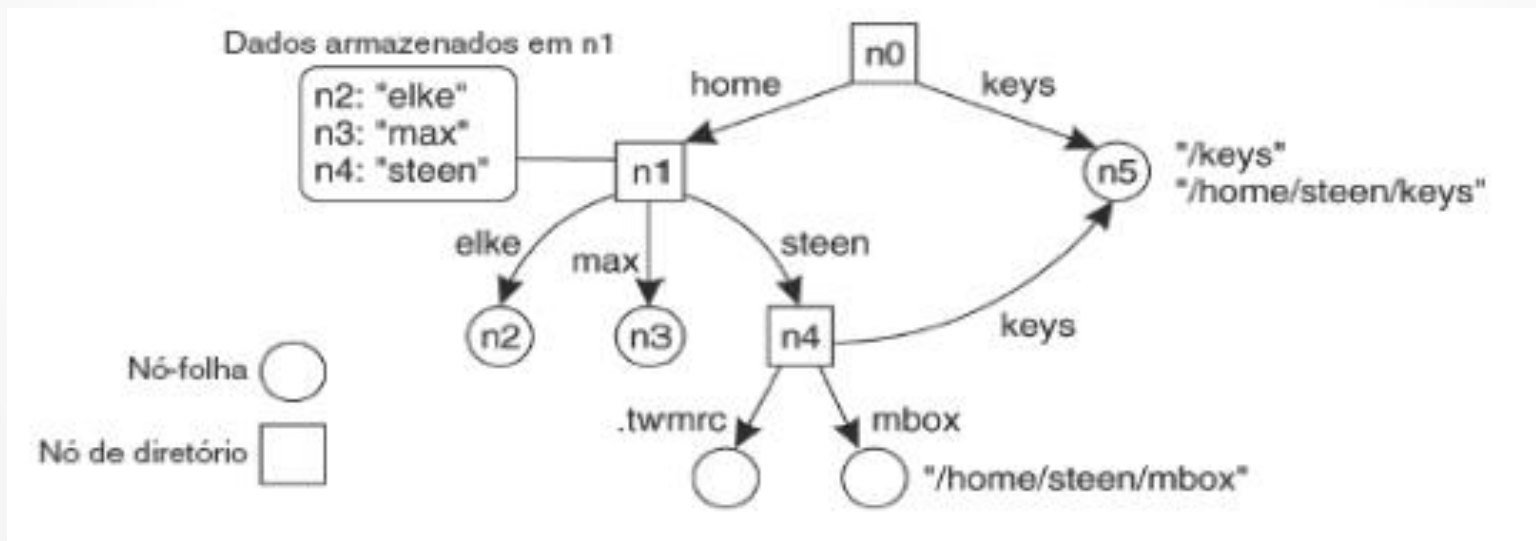 Dados armazenados em n1
n2: "elke"
n3: "max"
n4: "steen"
n0
home
keys
n1
n5
"/keys"
"/home/steen/keys"
elke
max
steen
n2
n3
n4
keys
Nó-folha
.twmrc
mbox
Nó de diretório
"/home/steen/mbox"